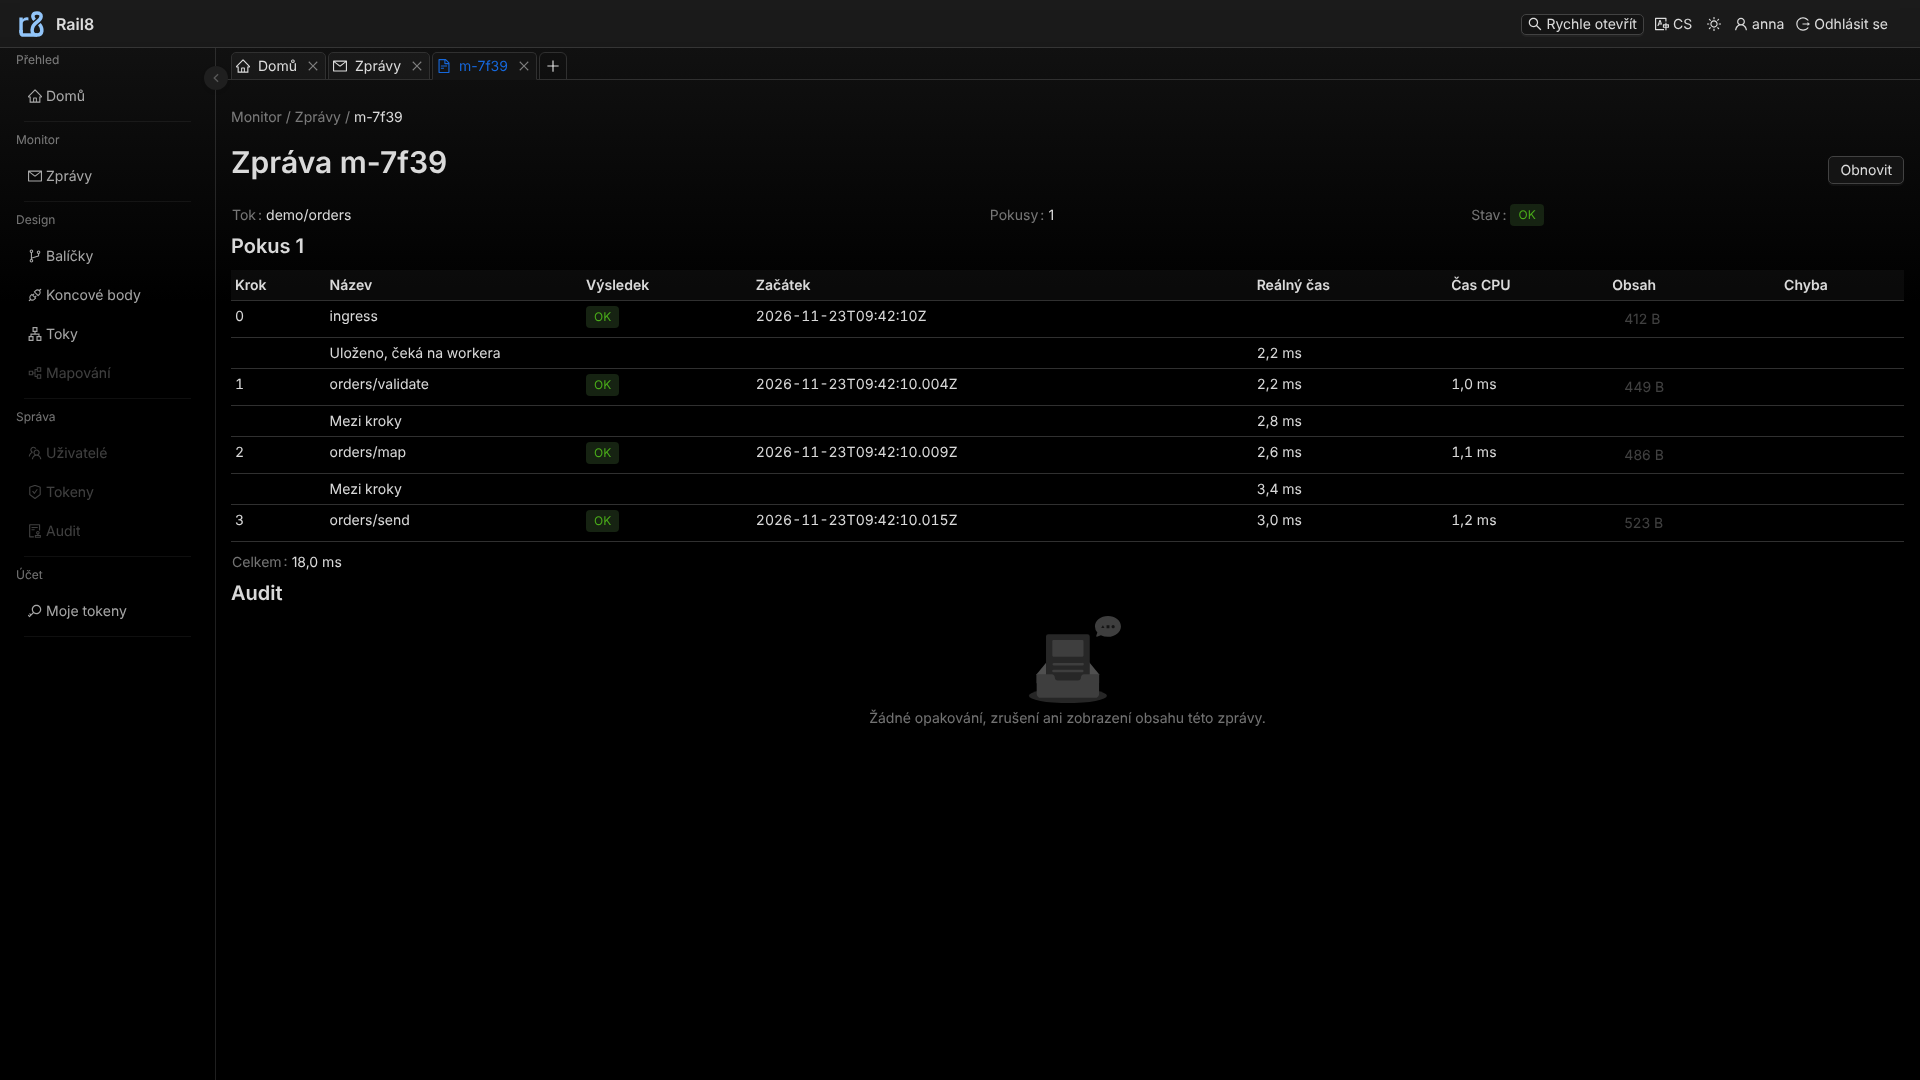 r8 Rail8
Rychle otevřít CS anna Odhlásit se
Přehled
Domů
Monitor
Zprávy
Design
Balíčky
Koncové body
Toky
Mapování
Správa
Uživatelé
Tokeny
Audit
Účet
Moje tokeny
Domů Zprávy m-7f39
Monitor / Zprávy / m-7f39
Zpráva m-7f39
Obnovit
Tok: demo/orders Pokusy: 1 Stav: OK
Pokus 1
Krok Název Výsledek Začátek Reálný čas Čas CPU Obsah Chyba
0 ingress OK 2026-11-23T09:42:10Z 412 B
Uloženo, čeká na workera 2,2 ms
1 orders/validate OK 2026-11-23T09:42:10.004Z 2,2 ms 1,0 ms 449 B
Mezi kroky 2,8 ms
2 orders/map OK 2026-11-23T09:42:10.009Z 2,6 ms 1,1 ms 486 B
Mezi kroky 3,4 ms
3 orders/send OK 2026-11-23T09:42:10.015Z 3,0 ms 1,2 ms 523 B
Celkem: 18,0 ms
Audit
Žádné opakování, zrušení ani zobrazení obsahu této zprávy.